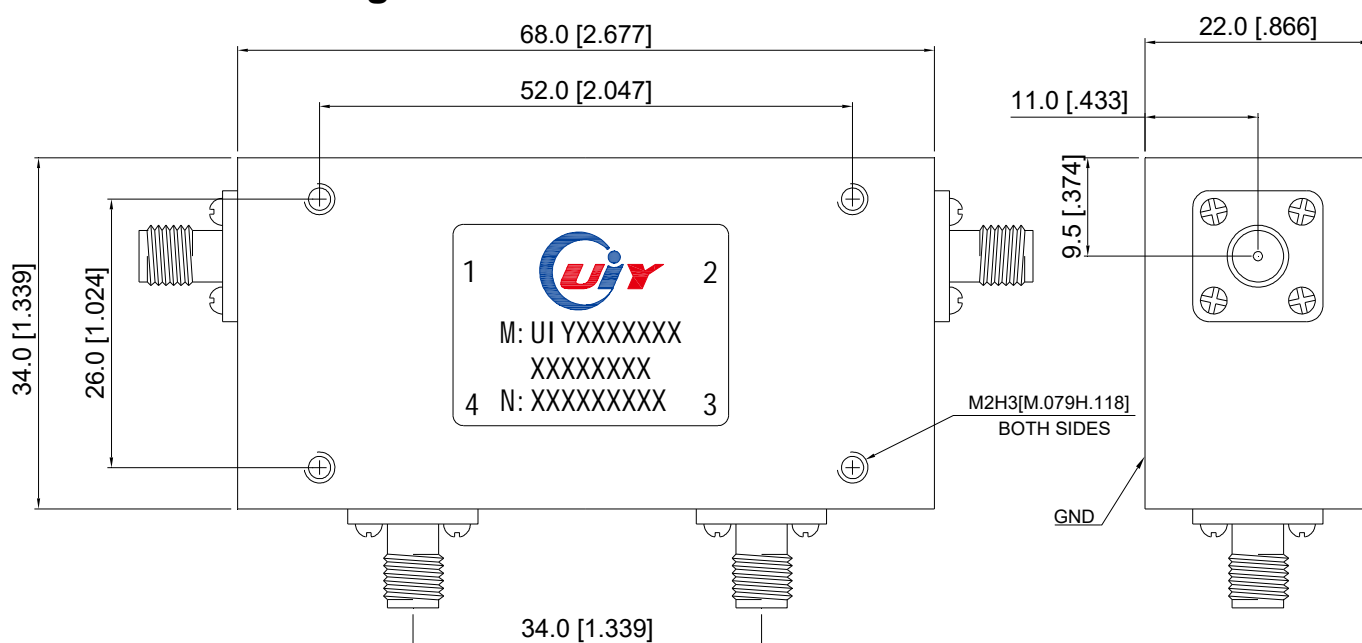 68.0 [2.677]
22.0 [.866]
52.0 [2.047]
11.0 [.433]
9.5 [.374]
34.0 [1.339]
26.0 [1.024]
1
UiY
2
M: UIYXXXXXXX
XXXXXXXX
4
N: XXXXXXXXX
3
M2H3[M.079H.118]
BOTH SIDES
GND
34.0 [1.339]